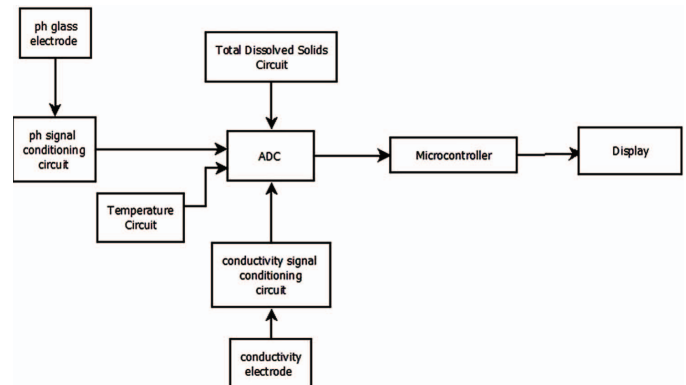 ph glass
electrode
Total Dissolved Solids
Circuit
ph signal
conditioning
circuit
ADC
Microcontroller
Display
Temperature
Circuit
conductivity signal
conditioning
circuit
conductivity
electrode